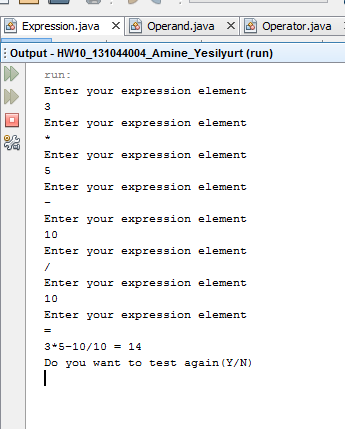 Expression.java × Operand.java × Operator.java ×
Output - HW10_131044004_Amine_Yesilyurt (run)
run:
Enter your expression element
3
Enter your expression element
*
Enter your expression element
5
Enter your expression element
-
Enter your expression element
10
Enter your expression element
/
Enter your expression element
10
Enter your expression element
=
3*5-10/10 = 14
Do you want to test again(Y/N)